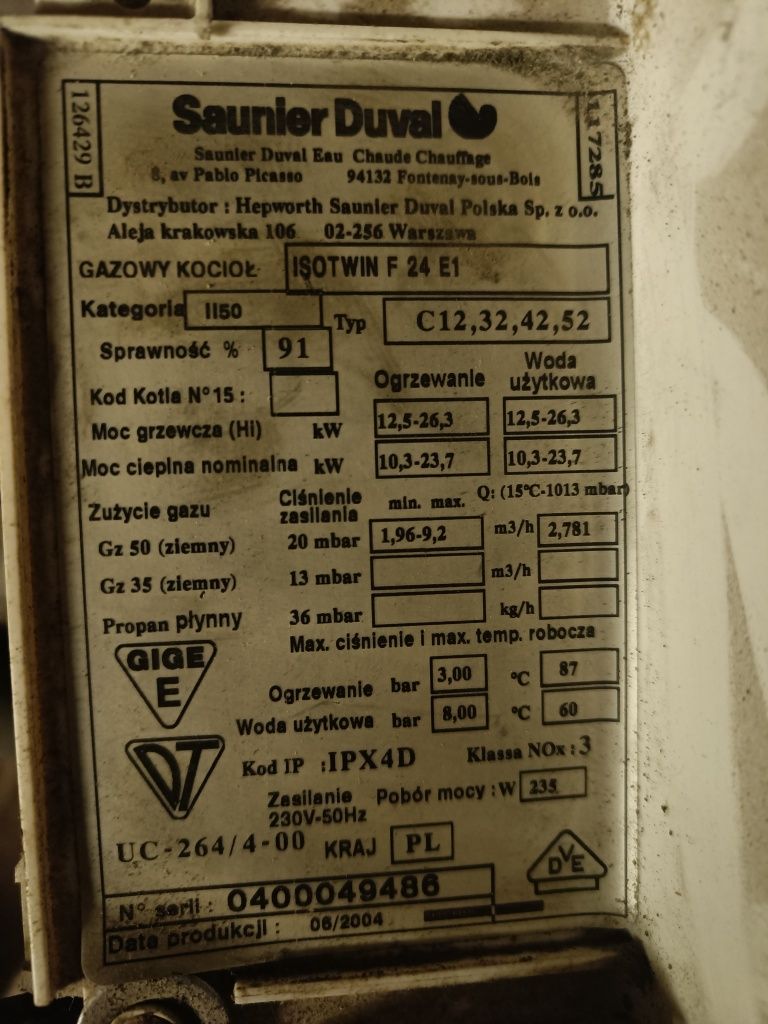 126429 B
117285
Saunier Duval
Saunier Duval Eau Chaude Chauffage
8, av Pablo Picasso 94132 Fontenay-sous-Bois
Dystrybutor : Hepworth Saunier Duval Polska Sp. z o.o.
Aleja krakowska 106 02-256 Warszawa
GAZOWY KOCIOŁ ISOTWIN F 24 E1
Kategoria II50 Typ C12,32,42,52
Sprawność % 91
Ogrzewanie Woda użytkowa
Kod Kotla N°15 :
Moc grzewcza (Hi) kW 12,5-26,3 12,5-26,3
Moc cieplna nominalna kW 10,3-23,7 10,3-23,7
Zużycie gazu Ciśnienie zasilania min. max. Q: (15°C-1013 mbar)
Gz 50 (ziemny) 20 mbar 1,96-9,2 m3/h 2,781
Gz 35 (ziemny) 13 mbar m3/h
Propan płynny 36 mbar kg/h
Max. ciśnienie i max. temp. robocza
GIGE
E
Ogrzewanie bar 3,00 °C 87
Woda użytkowa bar 8,00 °C 60
DT
Kod IP :IPX4D Klassa NOx : 3
Zasilanie Pobór mocy : W 235
230V-50Hz
UC-264/4-00 KRAJ PL
DVE
N° serii : 0400049486
Data produkcji : 06/2004